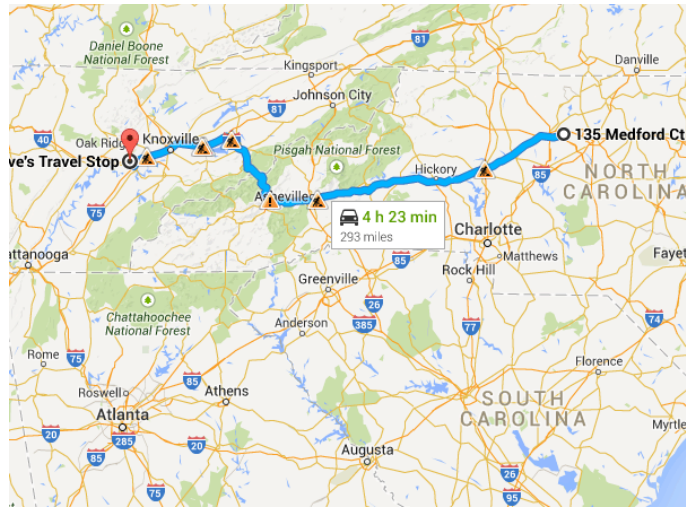 Daniel Boone
National Forest
81
Danville
Kingsport
Johnson City
40
81
Oak Ridg
Knoxville
135 Medford Ct
ve's Travel Stop
Pisgah National Forest
85
Hickory
NORTH
CAROLINA
75
Asheville
4 h 23 min
293 miles
Charlotte
attanooga
85
Matthews
Fayet
Rock Hill
Greenville
Chattahoochee
National Forest
26
Anderson
385
77
74
Rome
75
Florence
85
Roswell
Athens
SOUTH
CAROLINA
Atlanta
20
285
20
Myrtle
85
Augusta
75
26
95